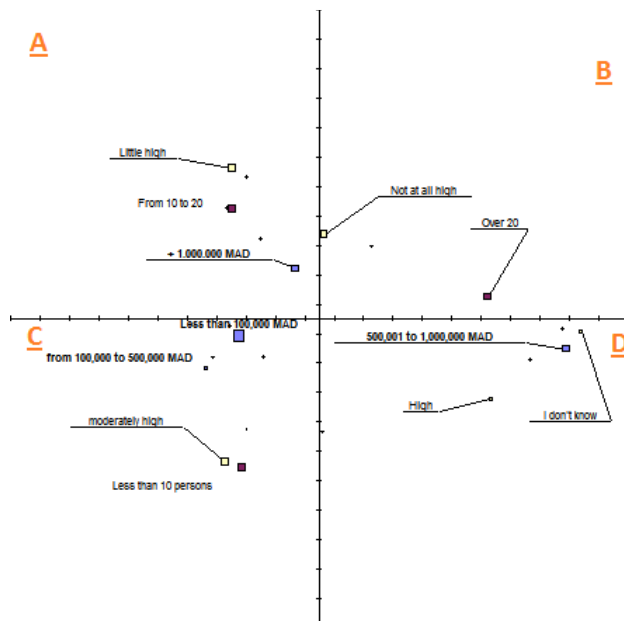 A
B
Little high
Not at all high
From 10 to 20
Over 20
+ 1.000.000 MAD
Less than 100,000 MAD
C
500,001 to 1,000,000 MAD
D
from 100,000 to 500,000 MAD
High
I don't know
moderately high
Less than 10 persons